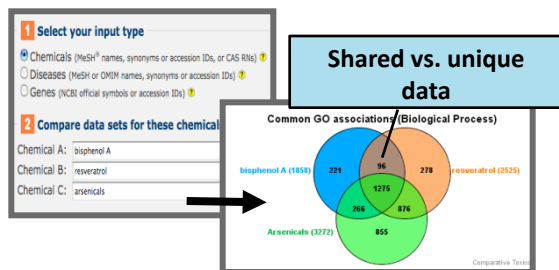 1 Select your input type
Chemicals (MeSH® names, synonyms or accession IDs, or CAS RNs) ?
Diseases (MeSH or OMIM names, synonyms or accession IDs) ?
Genes (NCBI official symbols or accession IDs) ?
2 Compare data sets for these chemical
Chemical A: bisphenol A
Chemical B: resveratrol
Chemical C: arsenicals
Shared vs. unique
data
Common GO associations (Biological Process)
bisphenol A (1858)
221
96
278
resveratrol (2525)
1275
266
876
Arsenicals (3272)
855
Comparative Toxic